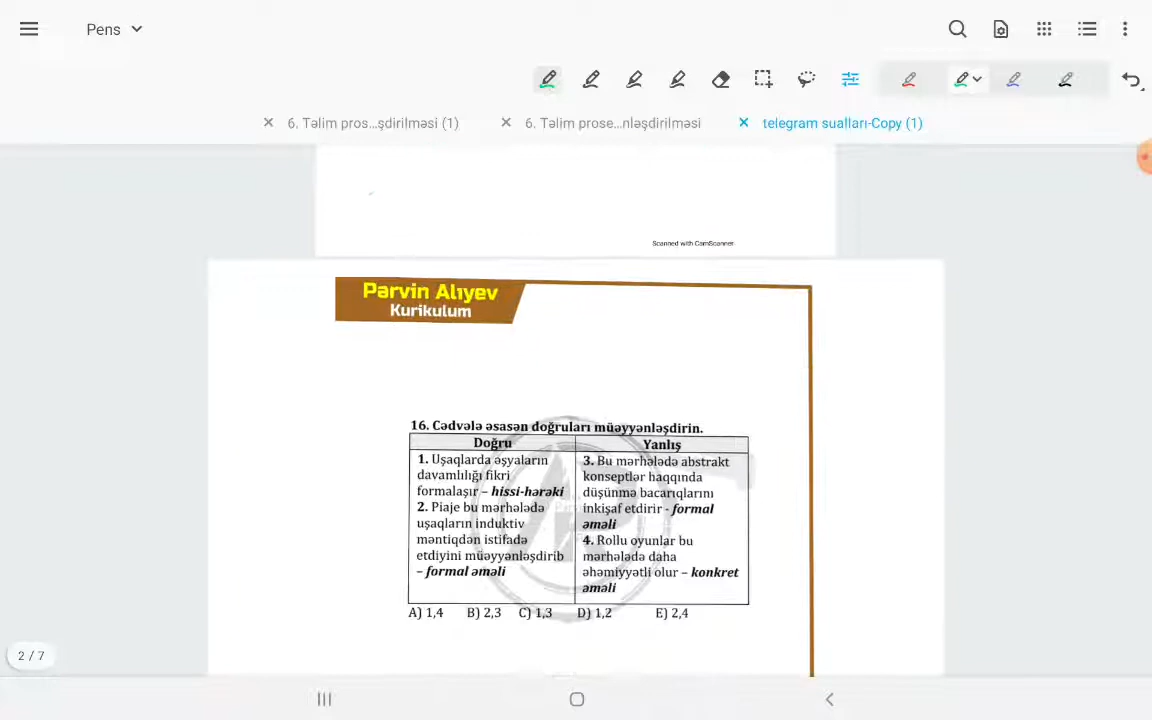 Pens
6. Təlim pros...şdirilməsi (1)
6. Təlim prose...nləşdirilməsi
telegram sualları-Copy (1)
Scanned with CamScanner
Pərvin Alıyev
Kurikulum
16. Cədvələ əsasən doğruları müəyyənləşdirin.
Doğru
1. Uşaqlarda əşyaların
davamlılığı fikri
formalaşır – hissi-hərəki
2. Piaje bu mərhələdə
uşaqların induktiv
məntiqdən istifadə
etdiyini müəyyənləşdirib
– formal əməli
Yanlış
3. Bu mərhələdə abstrakt
konseptlər haqqında
düşünmə bacarıqlarını
inkişaf etdirir - formal
əməli
4. Rollu oyunlar bu
mərhələdə daha
əhəmiyyətli olur – konkret
əməli
A) 1,4 B) 2,3 C) 1,3 D) 1,2 E) 2,4
2 / 7